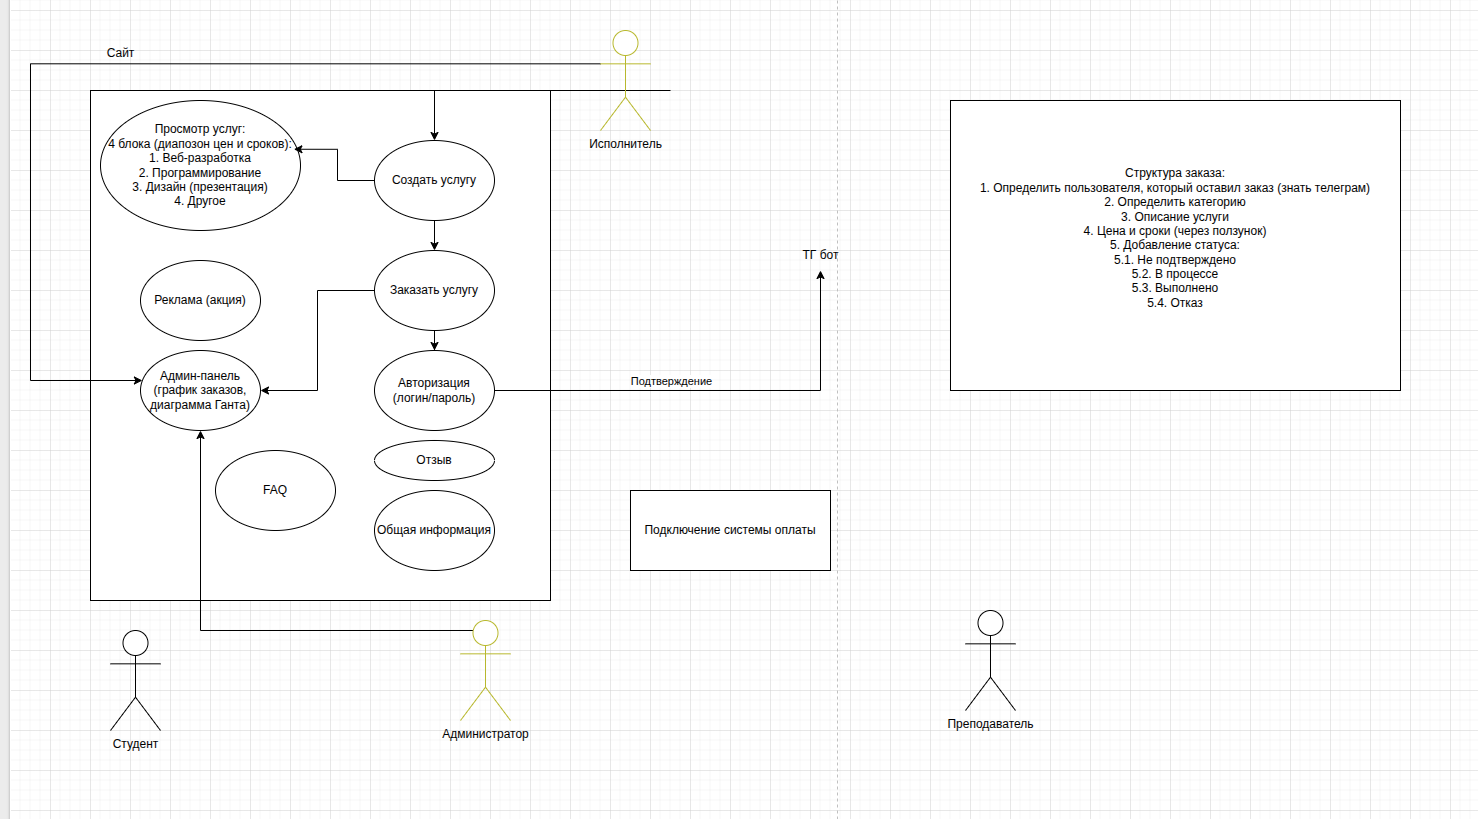 Сайт
Исполнитель
Просмотр услуг:
4 блока (диапозон цен и сроков):
1. Веб-разработка
2. Программирование
3. Дизайн (презентация)
4. Другое
Создать услугу
Заказать услугу
Реклама (акция)
Админ-панель
(график заказов,
диаграмма Ганта)
Авторизация
(логин/пароль)
Отзыв
FAQ
Общая информация
Подтверждение
ТГ бот
Подключение системы оплаты
Структура заказа:
1. Определить пользователя, который оставил заказ (знать телеграм)
2. Определить категорию
3. Описание услуги
4. Цена и сроки (через ползунок)
5. Добавление статуса:
5.1. Не подтверждено
5.2. В процессе
5.3. Выполнено
5.4. Отказ
Студент
Администратор
Преподаватель